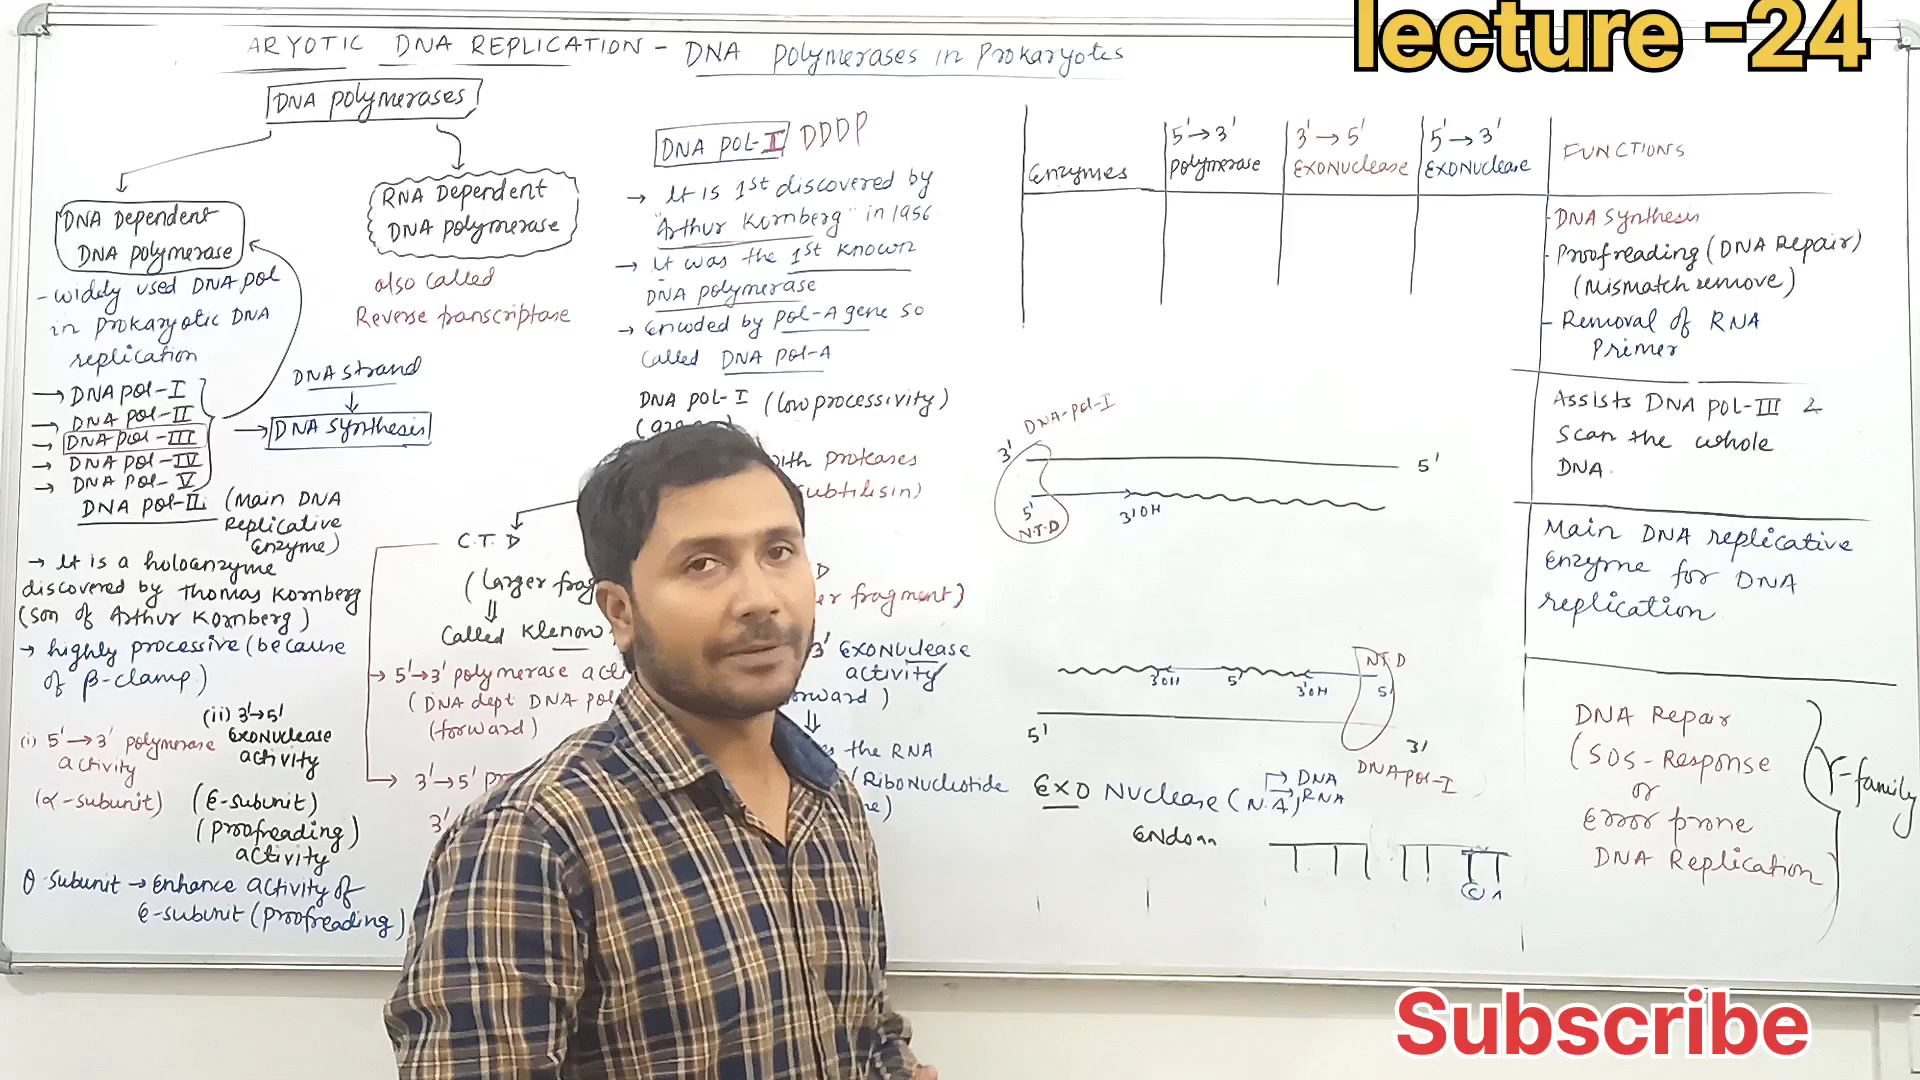 lecture -24
ARYOTIC DNA REPLICATION - DNA Polymerases in Prokaryotes
DNA polymerases
DNA Dependent
DNA polymerase
- widely used DNA pol
in prokaryotic DNA
replication
→ DNA pol-I
→ DNA pol-II
→ DNA pol-III
→ DNA pol-IV
→ DNA pol-V
RNA Dependent
DNA polymerase
also called
Reverse transcriptase
DNA strand
DNA synthesis
(Main DNA
Replicative
Enzyme)
→ It is a holoenzyme
discovered by Thomas Kornberg
(son of Arthur Kornberg)
→ highly processive (because
of β-clamp)
(i) 5'→3' polymerase
activity
(α-subunit)
(ii) 3'→5'
Exonuclease
activity
(ε-subunit)
(proofreading)
activity
θ subunit → Enhance activity of
ε-subunit (proofreading)
DNA pol-I DDDP
→ It is 1st discovered by
"Arthur Kornberg" in 1956
→ It was the 1st known
DNA polymerase
→ Encoded by pol-A gene so
called DNA pol-A
DNA pol-I (low processivity)
with proteases
subtilisin)
C.T.D
(larger frag
⇓
called Klenow
→ 5'→3' polymerase acti
(DNA dept DNA pol
(forward)
→ 3'→5' pr
3'
D
er fragment)
3' EXONuclease
activity
orward)
⇓
s the RNA
(Ribonucleotide
Enzymes
5'→3'
polymerase
3'→5'
EXONuclease
5'→3'
EXONuclease
FUNCTIONS
- DNA synthesis
- Proofreading (DNA Repair)
(Mismatch remove)
- Removal of RNA
Primer
Assists DNA pol-III &
scan the whole
DNA.
Main DNA replicative
enzyme for DNA
replication
DNA Repair
(SOS-Response
or
Error prone
DNA Replication)
Y-family
DNA-pol-I
3'
5'
5'
N.T.D
3'OH
N.T.D
3'OH
5'
3'OH
5'
5'
3'
DNA pol-I
EXO Nuclease (N.A)
→ DNA
→ RNA
ENdo
C A
Subscribe